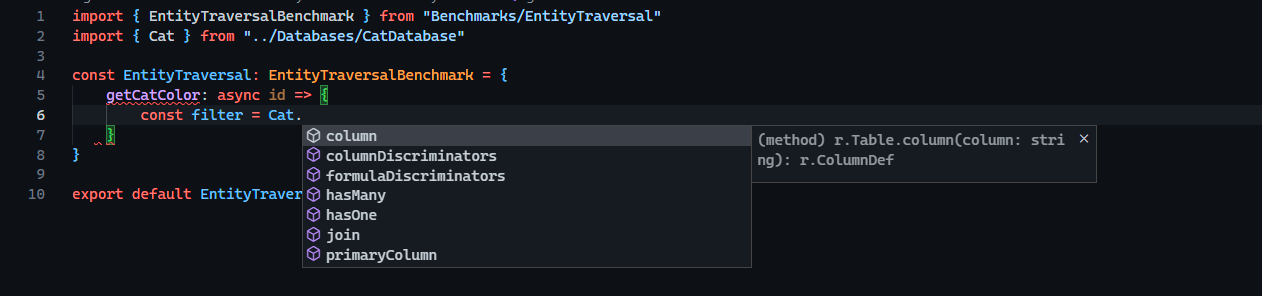 1 import { EntityTraversalBenchmark } from "Benchmarks/EntityTraversal"
2 import { Cat } from "../Databases/CatDatabase"
3
4 const EntityTraversal: EntityTraversalBenchmark = {
5 getCatColor: async id => {
6 const filter = Cat.
7 }
8 }
9
10 export default EntityTraver
column
columnDiscriminators
formulaDiscriminators
hasMany
hasOne
join
primaryColumn
(method) r.Table.column(column: stri
ng): r.ColumnDef